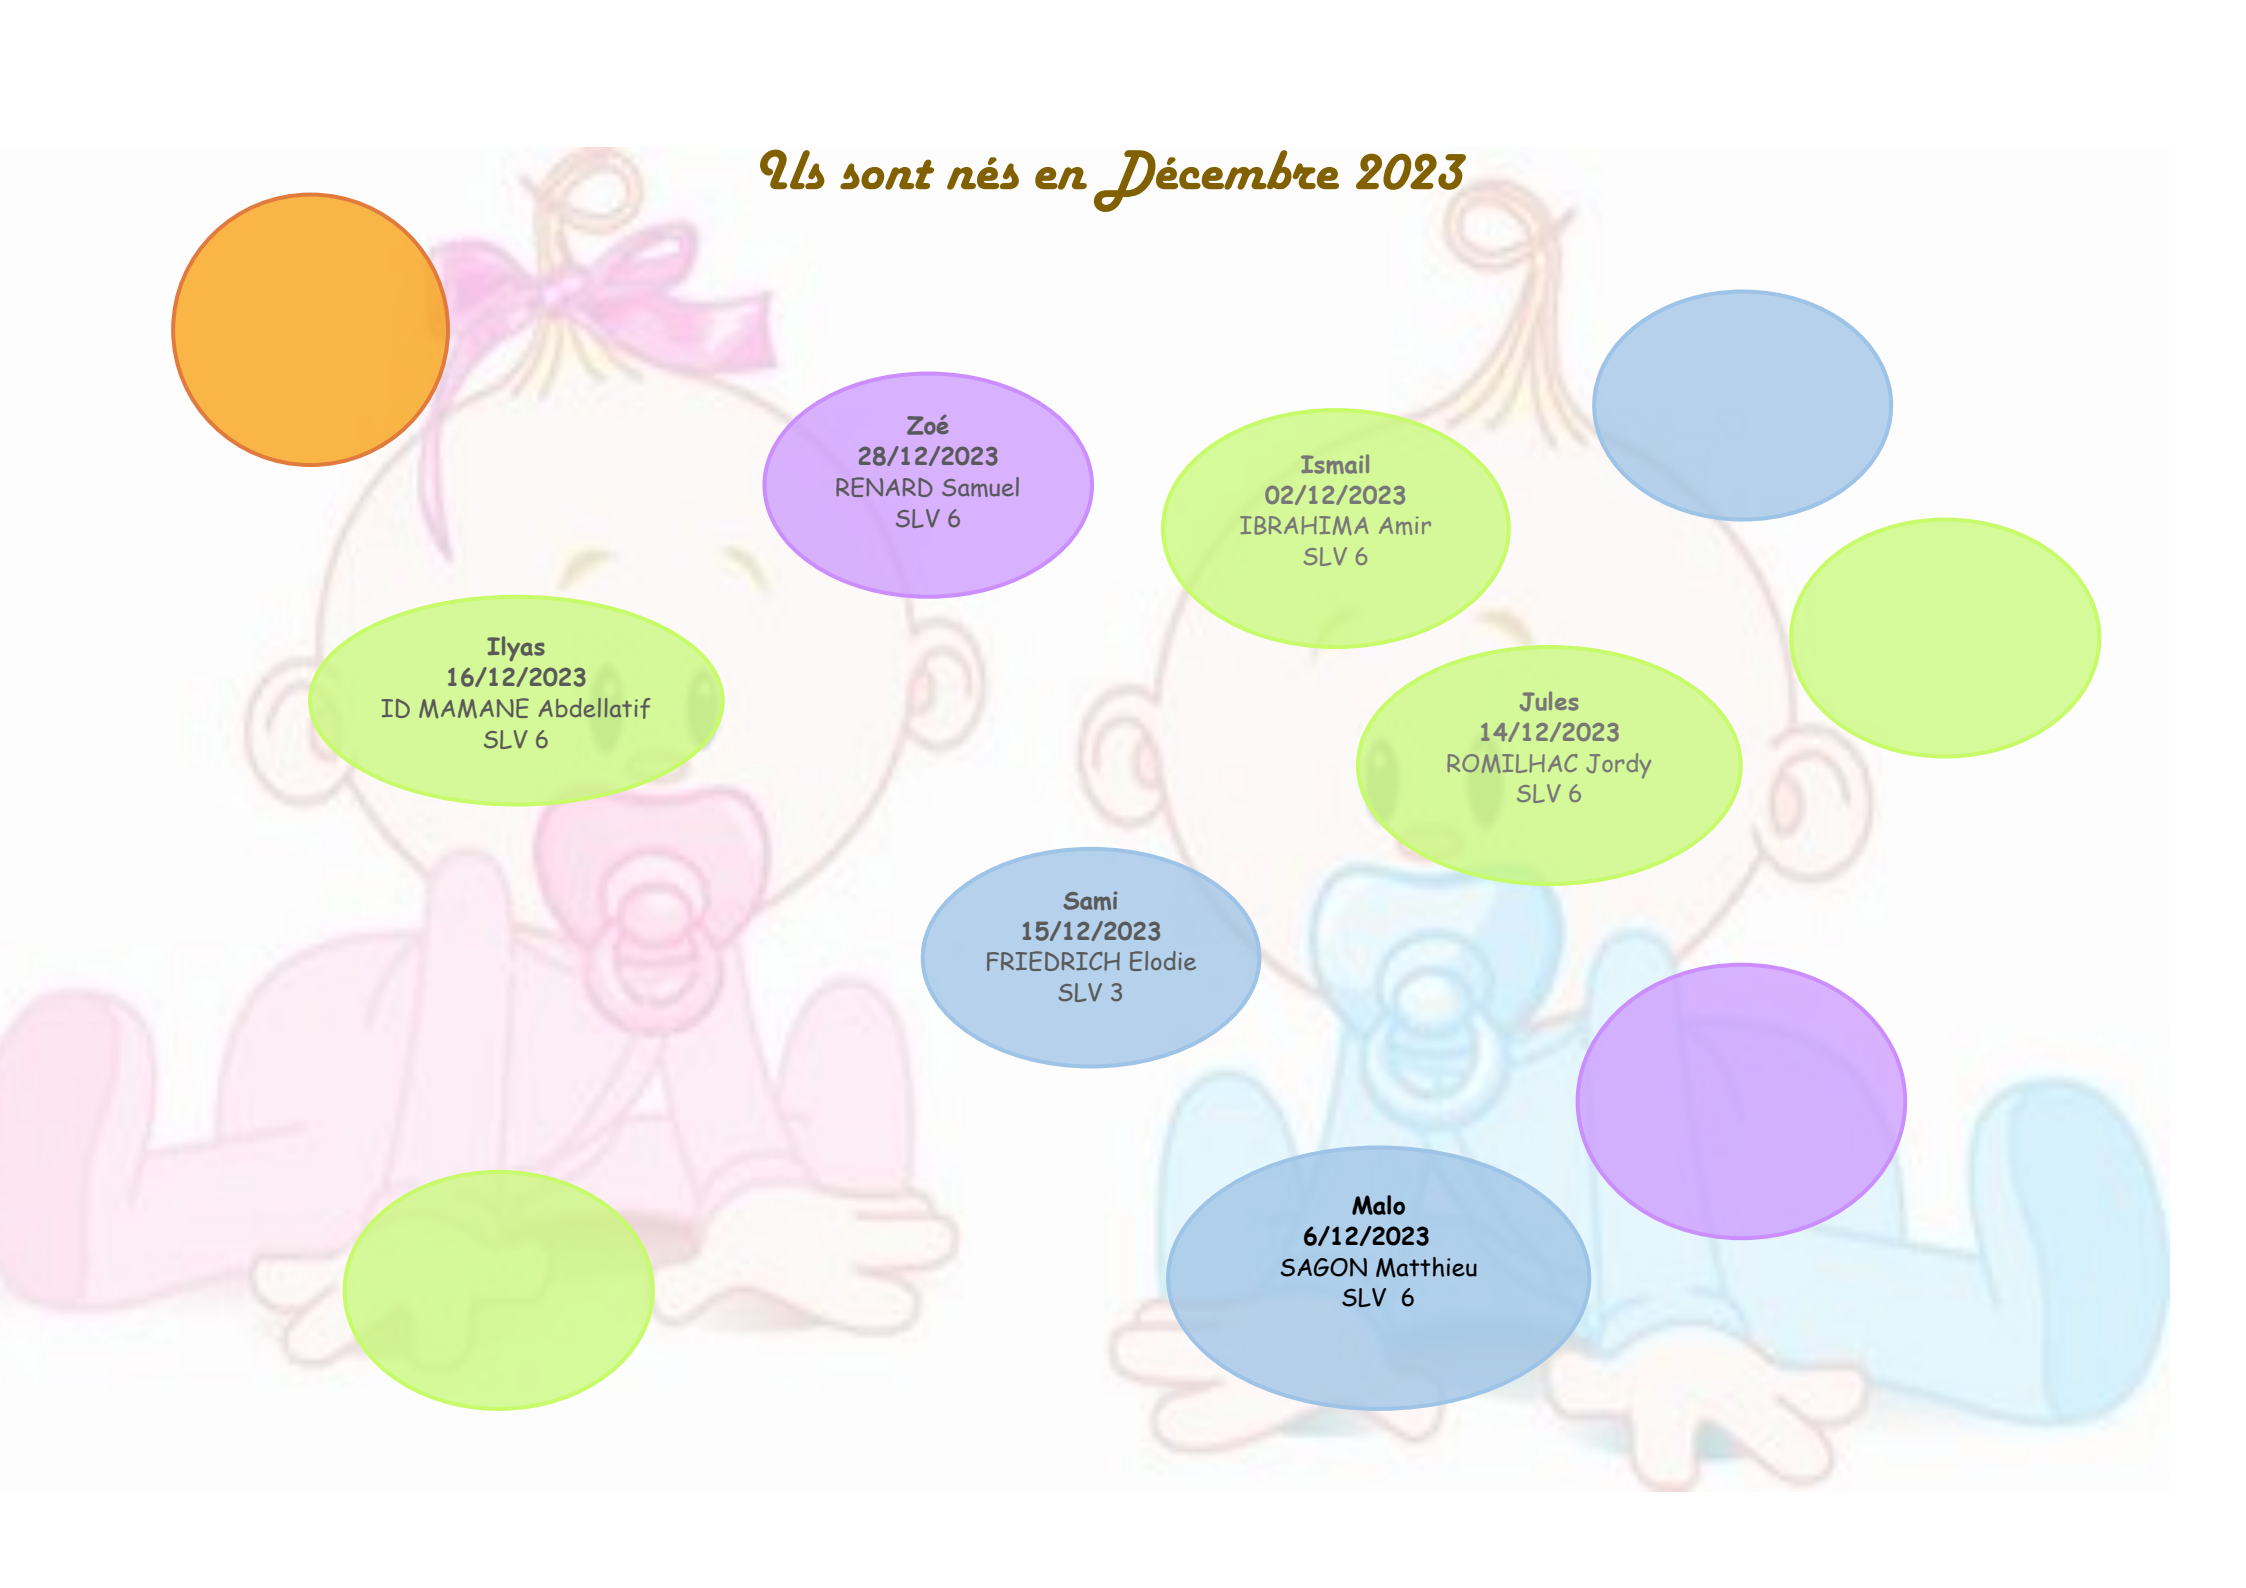 Ils sont nés en Décembre 2023
Zoé
28/12/2023
RENARD Samuel
SLV 6
Ismail
02/12/2023
IBRAHIMA Amir
SLV 6
Ilyas
16/12/2023
ID MAMANE Abdellatif
SLV 6
Jules
14/12/2023
ROMILHAC Jordy
SLV 6
Sami
15/12/2023
FRIEDRICH Elodie
SLV 3
Malo
6/12/2023
SAGON Matthieu
SLV 6